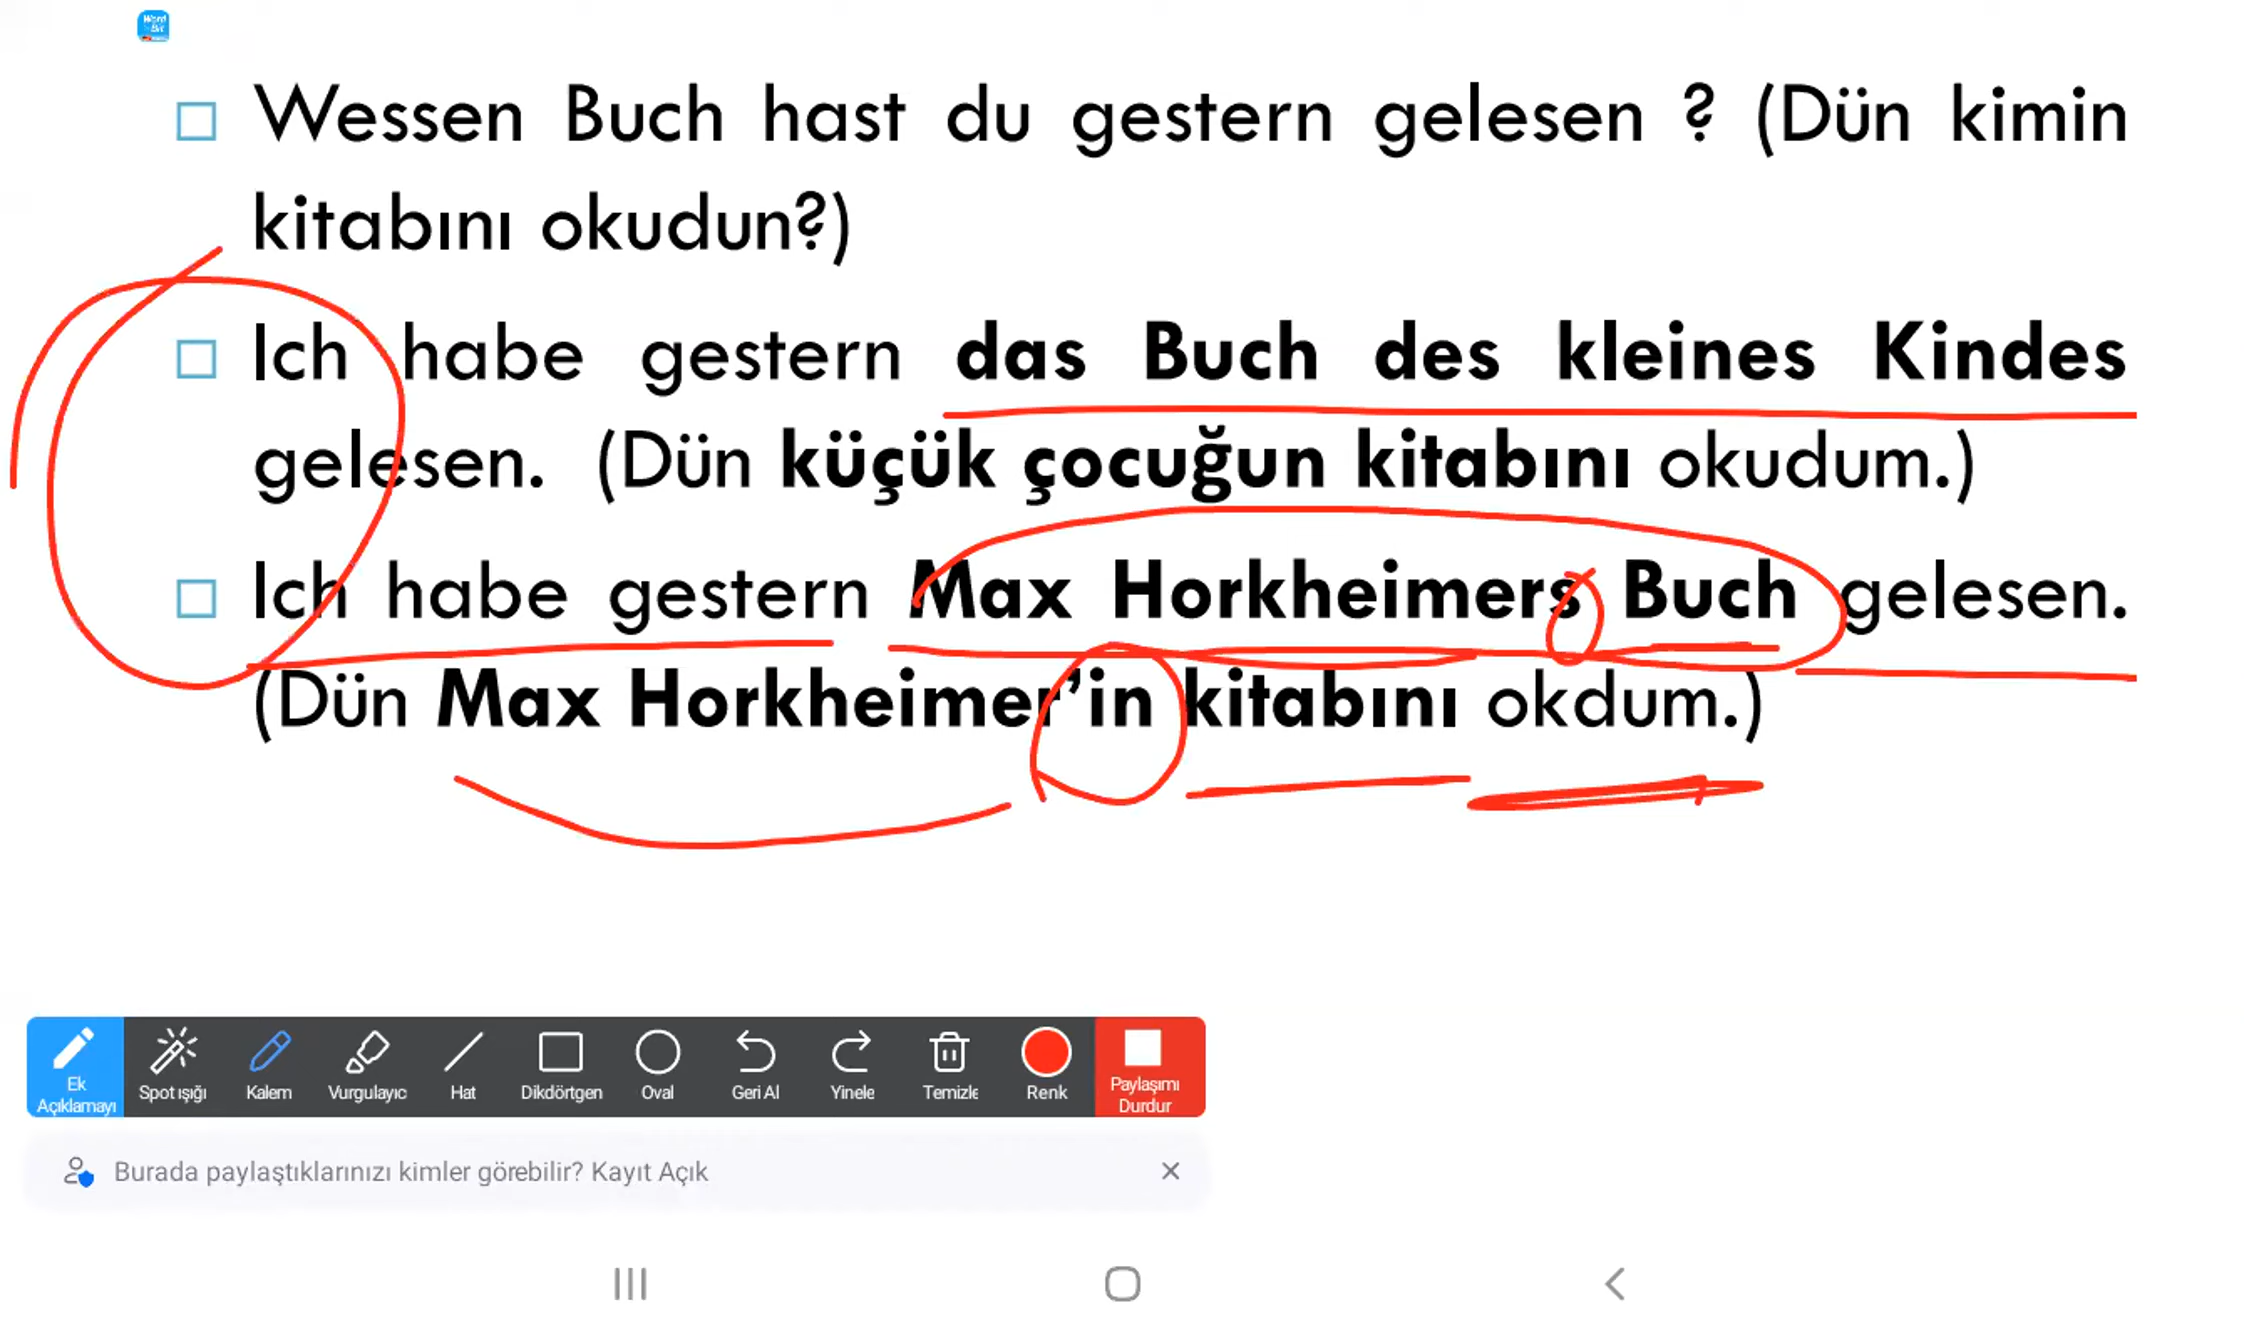 Word
Bit
Wessen Buch hast du gestern gelesen ? (Dün kimin
kitabını okudun?)
Ich habe gestern das Buch des kleines Kindes
gelesen. (Dün küçük çocuğun kitabını okudum.)
Ich habe gestern Max Horkheimers Buch gelesen.
(Dün Max Horkheimer’in kitabını okdum.)
Ek Açıklamayı
Spot ışığı
Kalem
Vurgulayıc
Hat
Dikdörtgen
Oval
Geri Al
Yinele
Temizle
Renk
Paylaşımı Durdur
Burada paylaştıklarınızı kimler görebilir? Kayıt Açık